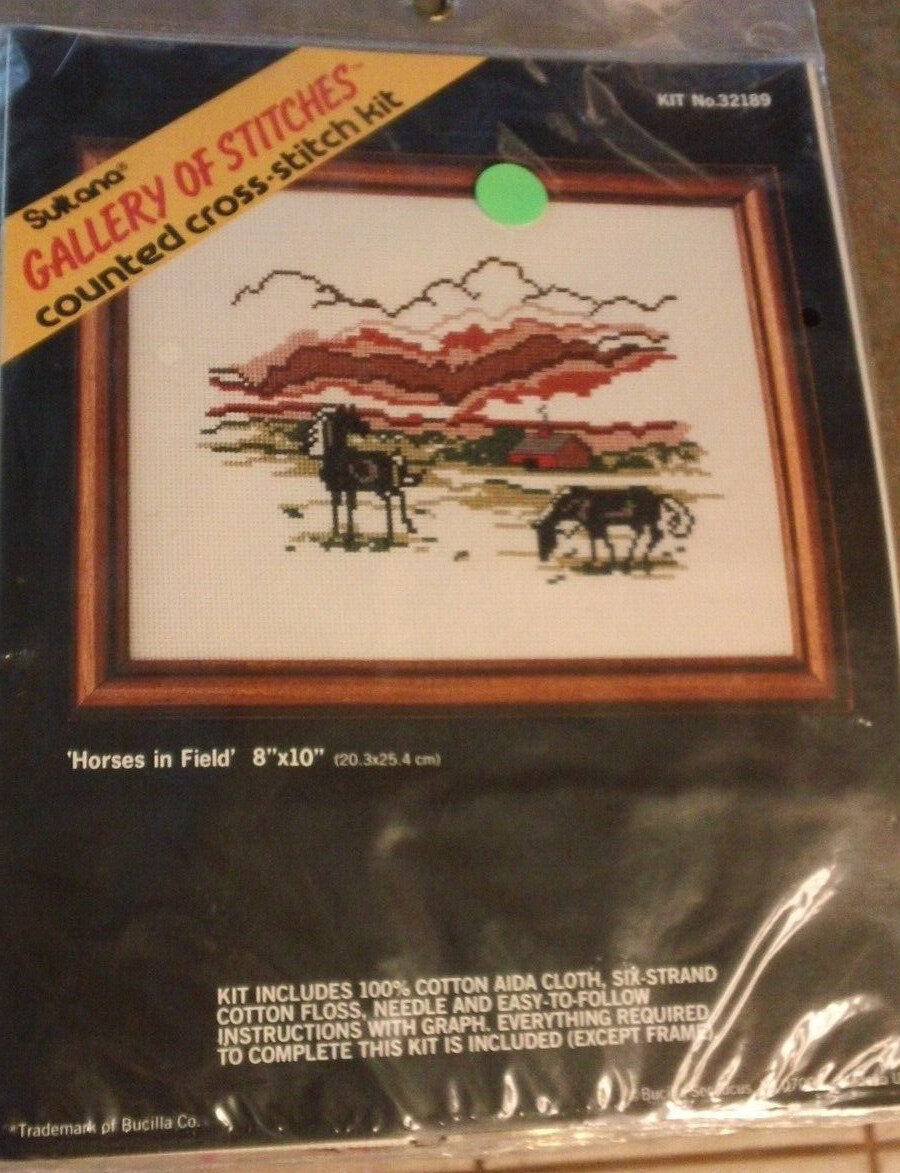 Sultana®
GALLERY OF STITCHES™
counted cross-stitch kit
KIT No.32189
'Horses in Field' 8"x10" (20.3x25.4 cm)
KIT INCLUDES 100% COTTON AIDA CLOTH, SIX-STRAND
COTTON FLOSS, NEEDLE AND EASY-TO-FOLLOW
INSTRUCTIONS WITH GRAPH. EVERYTHING REQUIRED
TO COMPLETE THIS KIT IS INCLUDED (EXCEPT FRAME)
*Trademark of Bucilla Co.